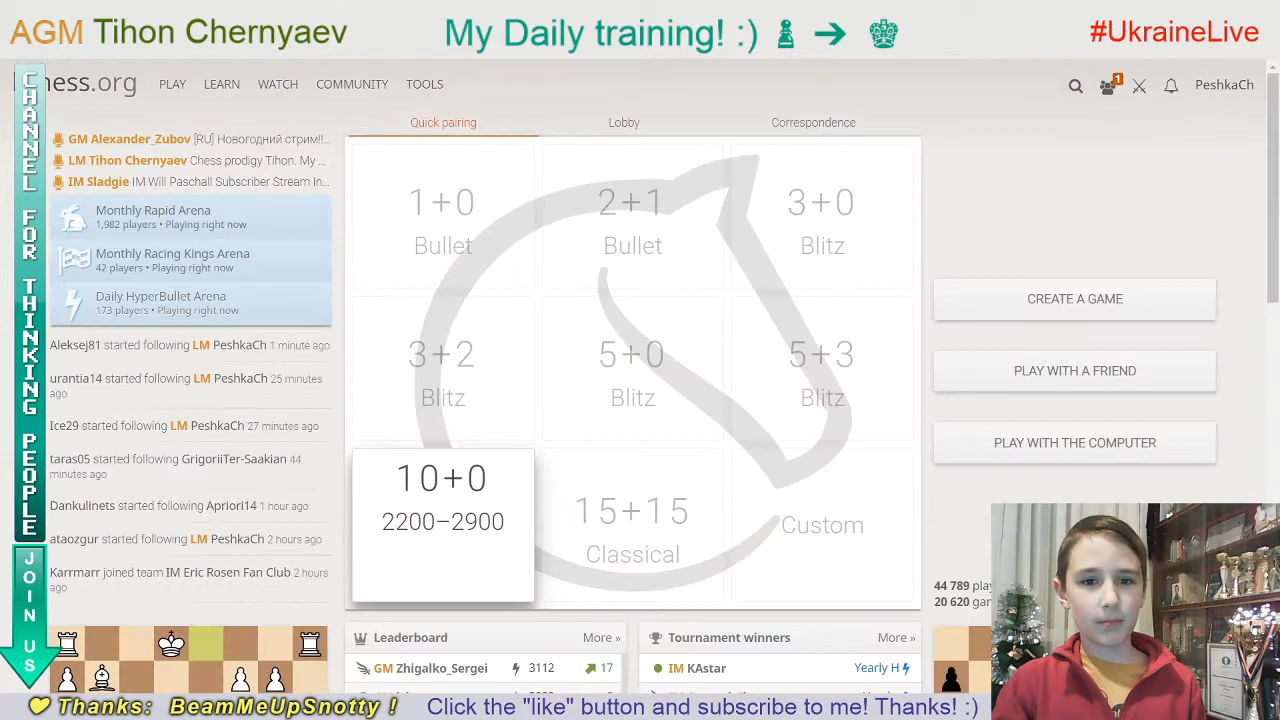 AGM Tihon Chernyaev
My Daily training! :)
#UkraineLive
hess.org
PLAY
LEARN
WATCH
COMMUNITY
TOOLS
1
PeshkaCh
CHANNEL FOR THINKING PEOPLE
JOIN US
GM Alexander_Zubov [RU] Новогодний стрим!!...
LM Tihon Chernyaev Chess prodigy Tihon. My ...
IM Sladgie IM Will Paschall Subscriber Stream In...
Monthly Rapid Arena
1,982 players • Playing right now
Monthly Racing Kings Arena
42 players • Playing right now
Daily HyperBullet Arena
173 players • Playing right now
Aleksej81 started following LM PeshkaCh 1 minute ago
urantia14 started following LM PeshkaCh 25 minutes
ago
Ice29 started following LM PeshkaCh 27 minutes ago
taras05 started following GrigoriiTer-Saakian 44
minutes ago
Dankulinets started following Apriori14 1 hour ago
ataozgur started following LM PeshkaCh 2 hours ago
Karrmarr joined team IM Eric Rosen Fan Club 2 hours
ago
Quick pairing
Lobby
Correspondence
1+0
Bullet
2+1
Bullet
3+0
Blitz
3+2
Blitz
5+0
Blitz
5+3
Blitz
10+0
2200–2900
15+15
Classical
Custom
CREATE A GAME
PLAY WITH A FRIEND
PLAY WITH THE COMPUTER
44 789 play
20 620 gam
Leaderboard
More »
GM Zhigalko_Sergei
3112
17
Tournament winners
More »
IM KAstar
Yearly H
Thanks: BeamMeUpSnotty !
Click the "like" button and subscribe to me! Thanks! :)